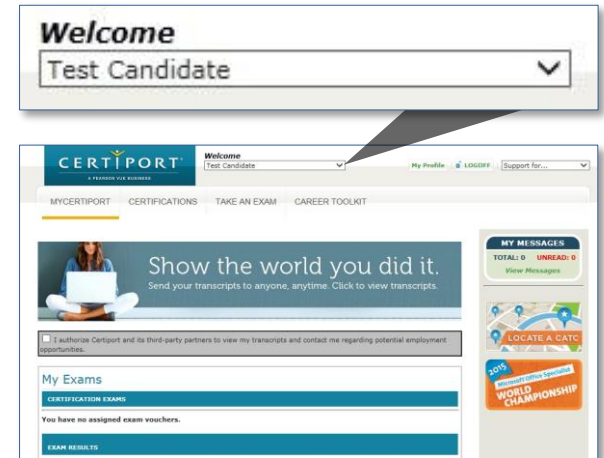 Welcome
Test Candidate
CERTIPORT
A PEARSON VUE BUSINESS
Welcome
Test Candidate
My Profile
LOGOFF
Support for...
MYCERTIPORT
CERTIFICATIONS
TAKE AN EXAM
CAREER TOOLKIT
Show the world you did it.
Send your transcripts to anyone, anytime. Click to view transcripts.
MY MESSAGES
TOTAL: 0 UNREAD: 0
View Messages
I authorize Certiport and its third-party partners to view my transcripts and contact me regarding potential employment
opportunities.
LOCATE A CATC
2015
Microsoft Office Specialist
WORLD
CHAMPIONSHIP
My Exams
CERTIFICATION EXAMS
You have no assigned exam vouchers.
EXAM RESULTS